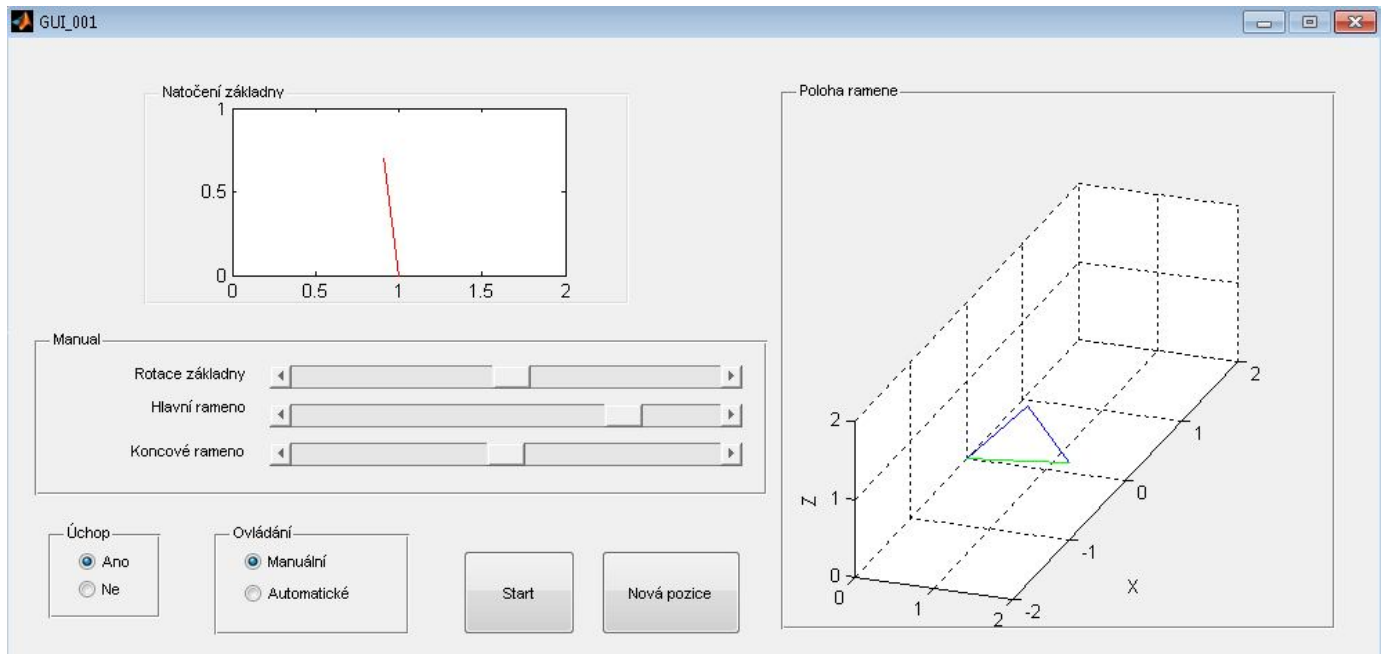 GUI_001
Natočení základny
1
0.5
0
0 0.5 1 1.5 2
Manual
Rotace základny
Hlavní rameno
Koncové rameno
Úchop
Ano
Ne
Ovládání
Manuální
Automatické
Start
Nová pozice
Poloha ramene
2
1
0
Z
0 1 2
-2 -1 0 1 2
X